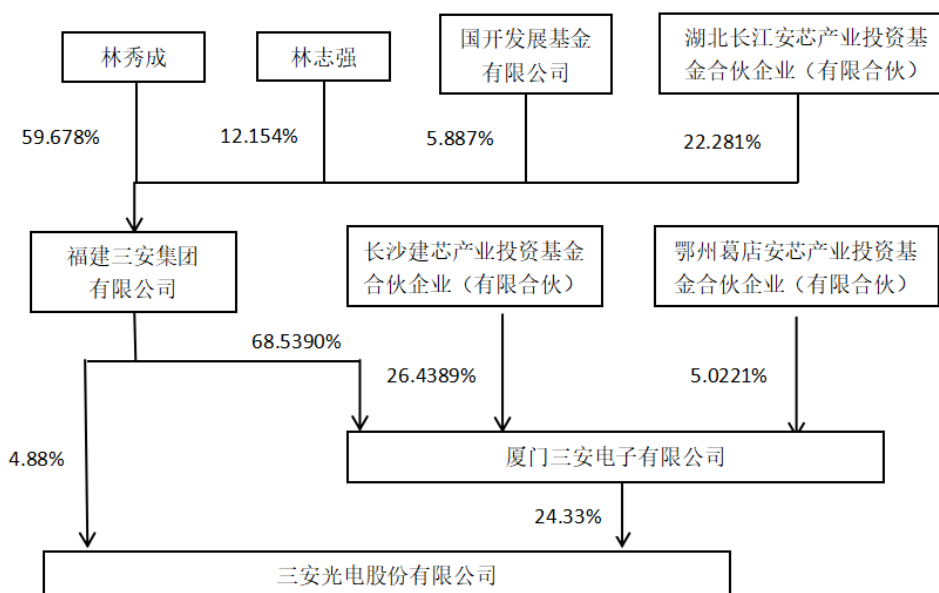 林秀成
林志强
国开发展基金
有限公司
湖北长江安芯产业投资基
金合伙企业（有限合伙）
59.678%
12.154%
5.887%
22.281%
福建三安集团
有限公司
长沙建芯产业投资基金
合伙企业（有限合伙）
鄂州葛店安芯产业投资基
金合伙企业（有限合伙）
68.5390%
26.4389%
5.0221%
4.88%
厦门三安电子有限公司
24.33%
三安光电股份有限公司